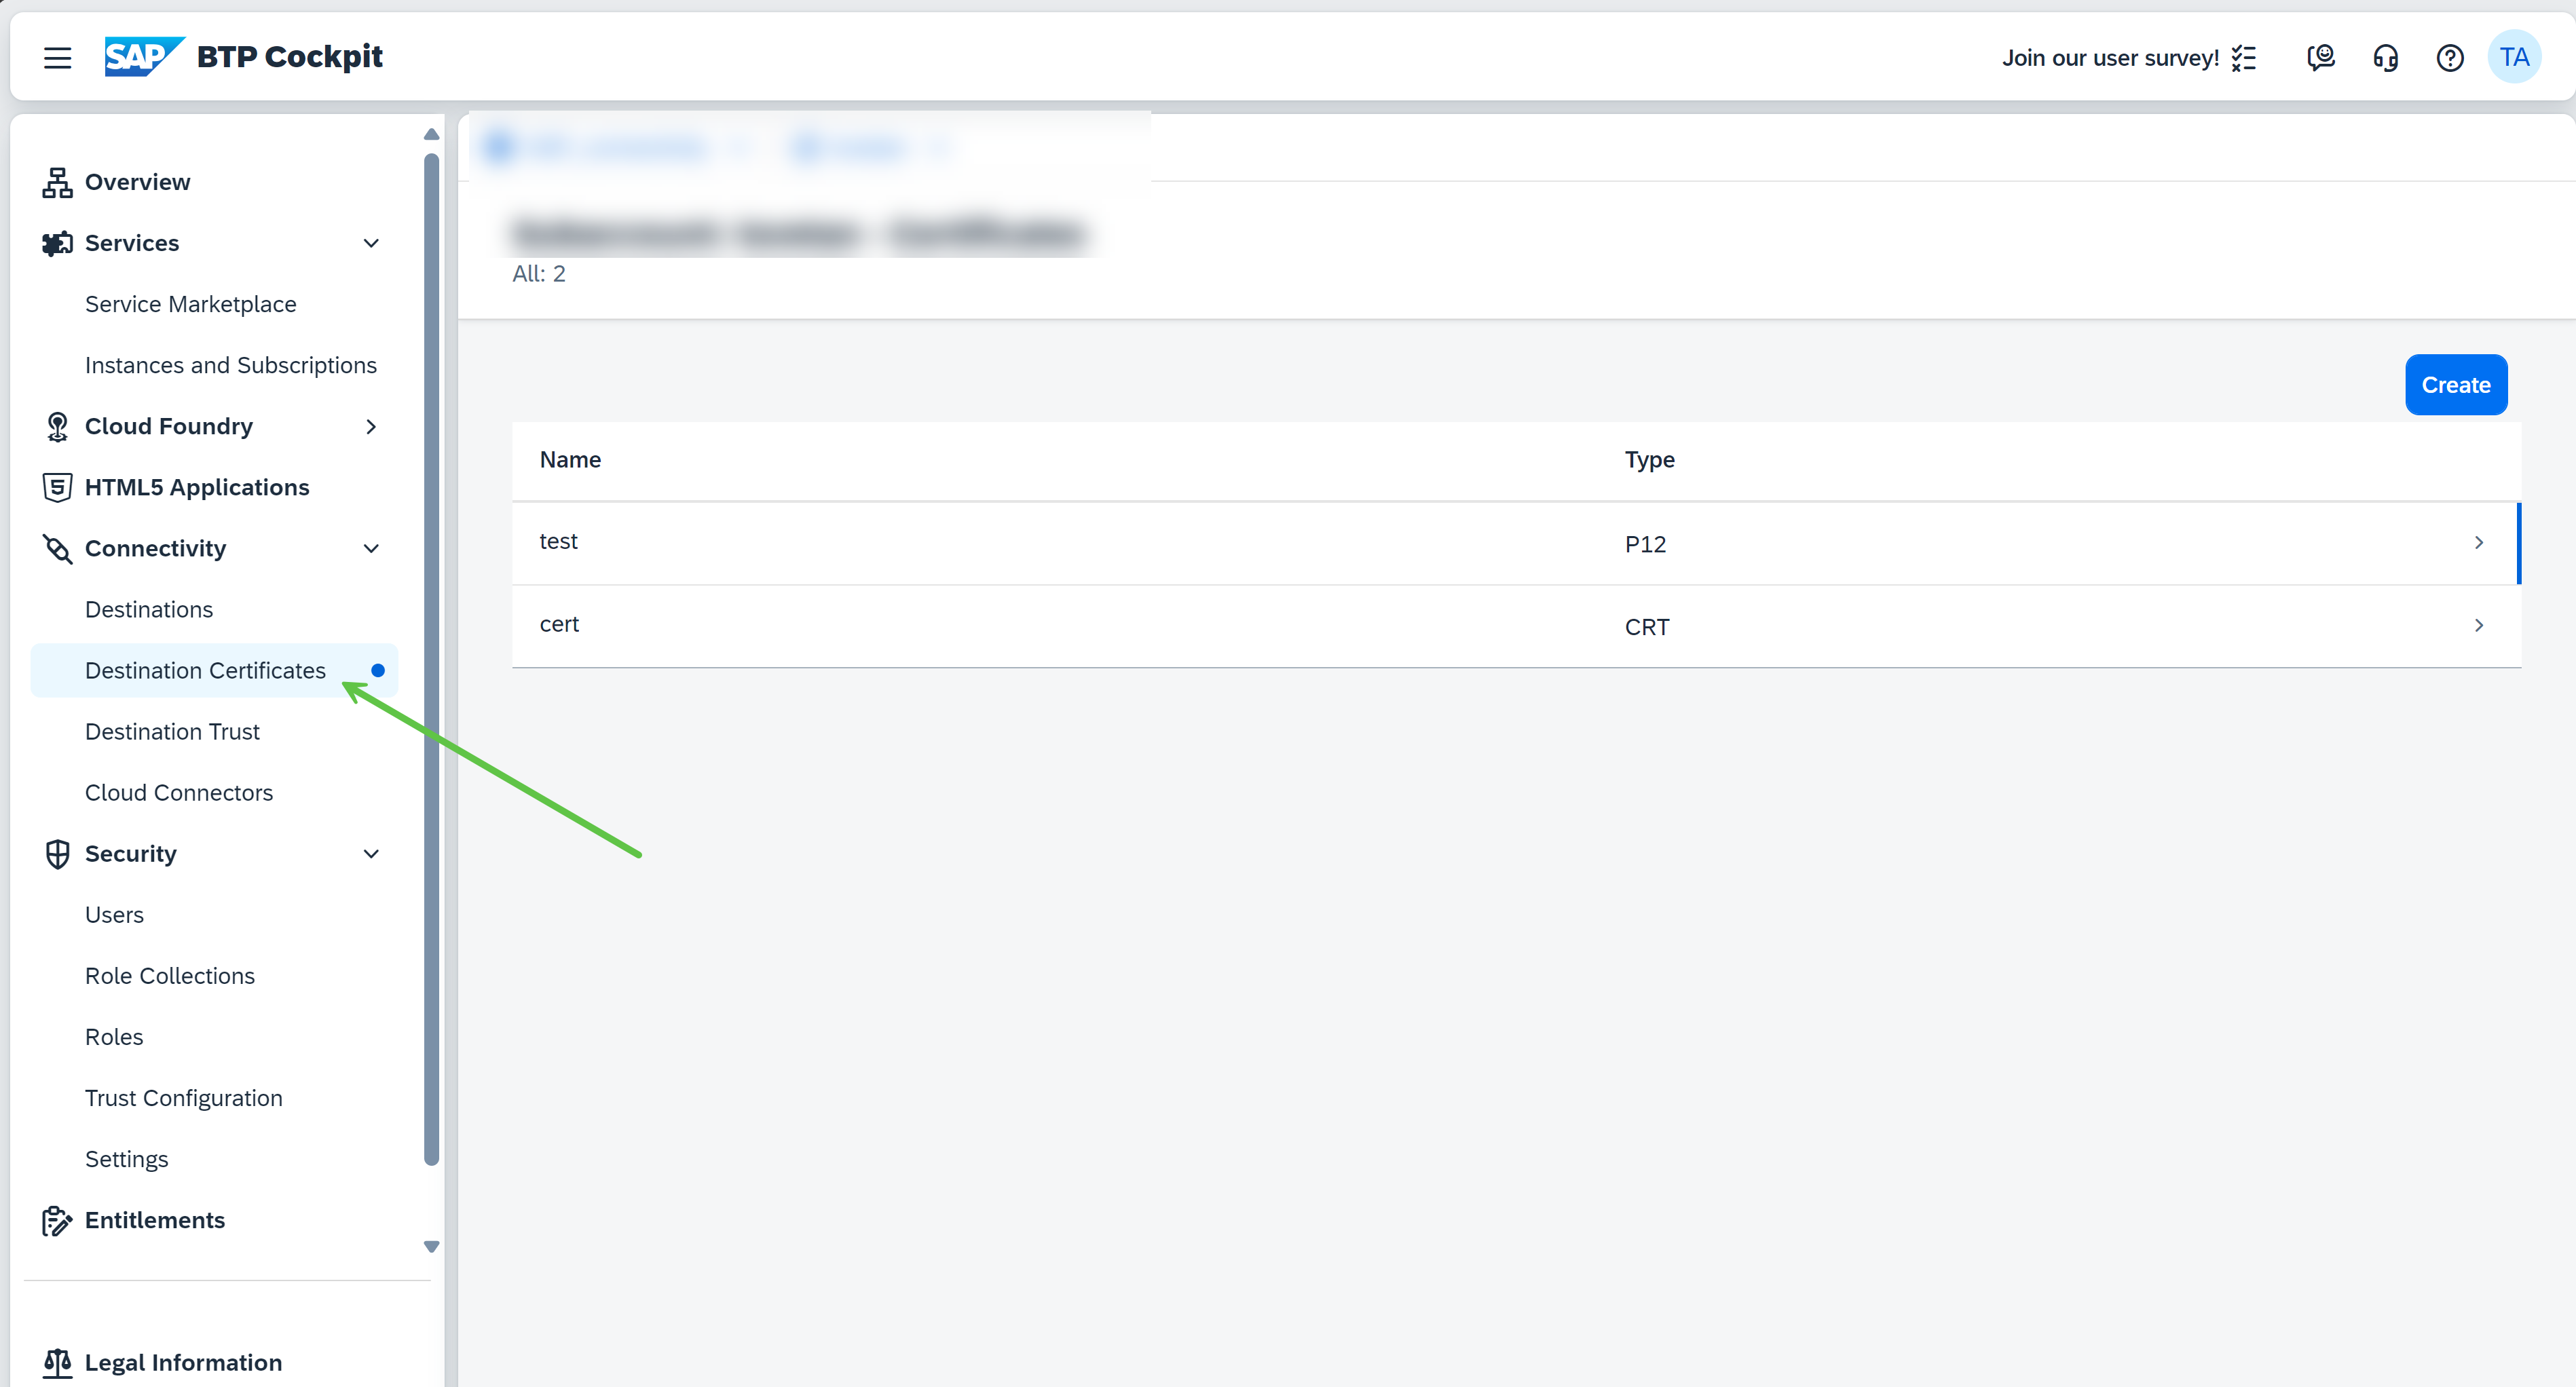 SAP BTP Cockpit
Join our user survey!
TA
Overview
Services
Service Marketplace
Instances and Subscriptions
Cloud Foundry
HTML5 Applications
Connectivity
Destinations
Destination Certificates
Destination Trust
Cloud Connectors
Security
Users
Role Collections
Roles
Trust Configuration
Settings
Entitlements
Legal Information
All: 2
Create
Name Type
test P12
cert CRT